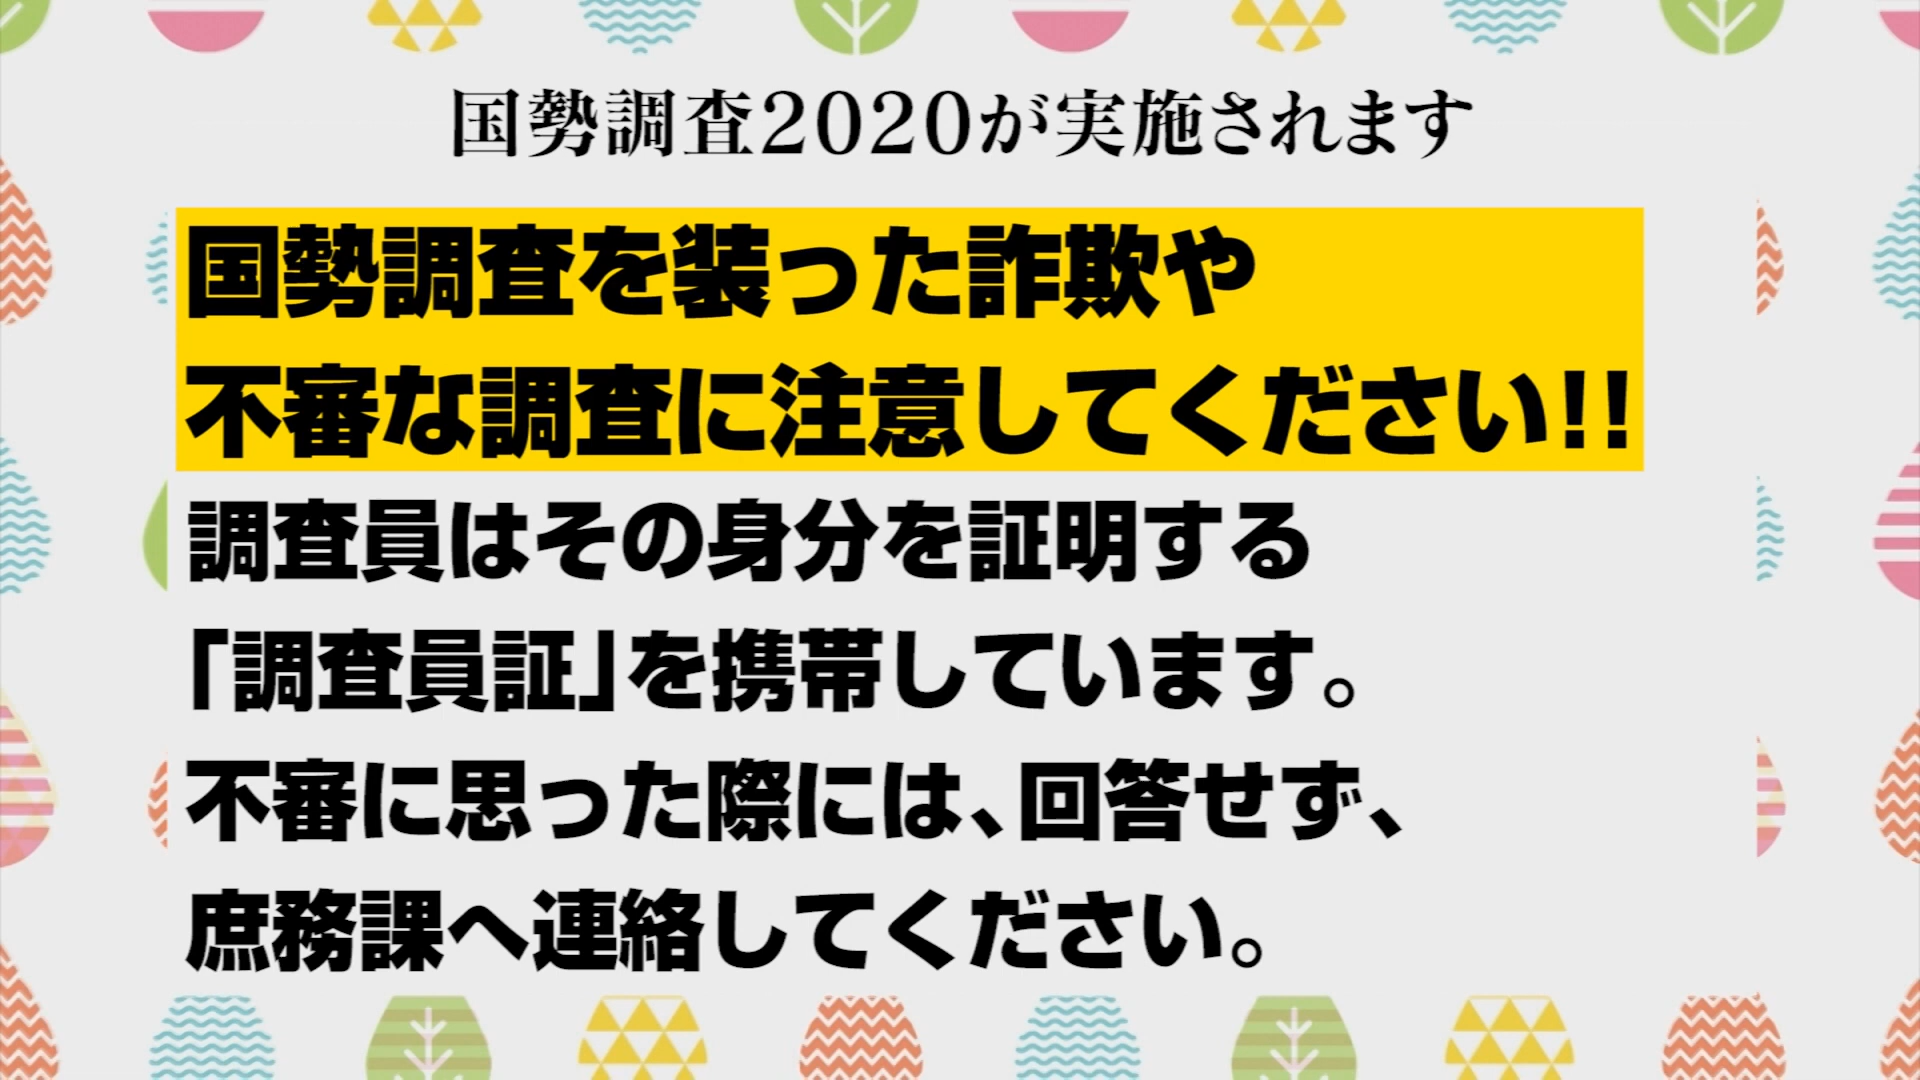 国勢調査2020が実施されます
国勢調査を装った詐欺や
不審な調査に注意してください!!
調査員はその身分を証明する
「調査員証」を携帯しています。
不審に思った際には、回答せず、
庶務課へ連絡してください。